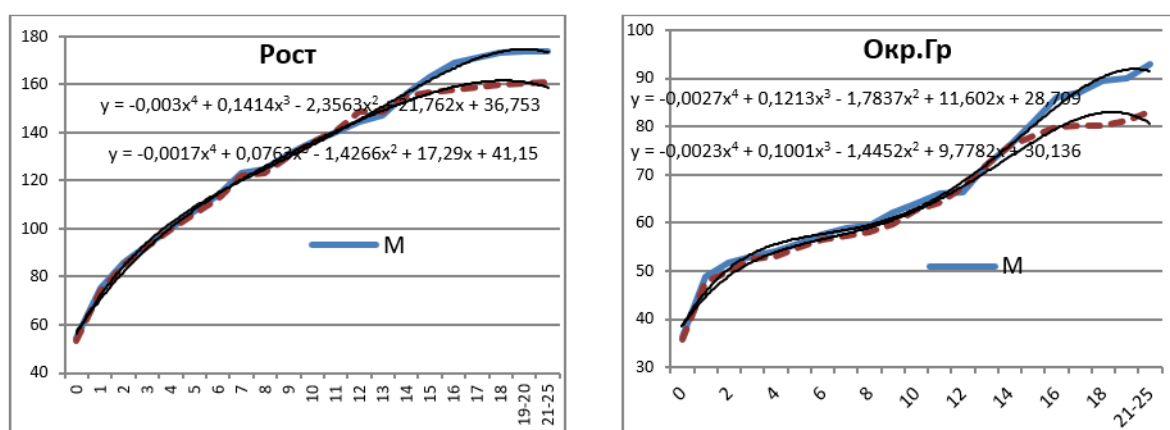 Рост
180
160
140
120
100
80
60
40
y = -0,003x⁴ + 0,1414x³ - 2,3563x² + 21,762x + 36,753
y = -0,0017x⁴ + 0,0763x³ - 1,4266x² + 17,29x + 41,15
М
0 1 2 3 4 5 6 7 8 9 10 11 12 13 14 15 16 17 18 19-20 21-25
Окр.Гр
100
90
80
70
60
50
40
30
y = -0,0027x⁴ + 0,1213x³ - 1,7837x² + 11,602x + 28,709
y = -0,0023x⁴ + 0,1001x³ - 1,4452x² + 9,7782x + 30,136
М
0 2 4 6 8 10 12 14 16 18 21-25